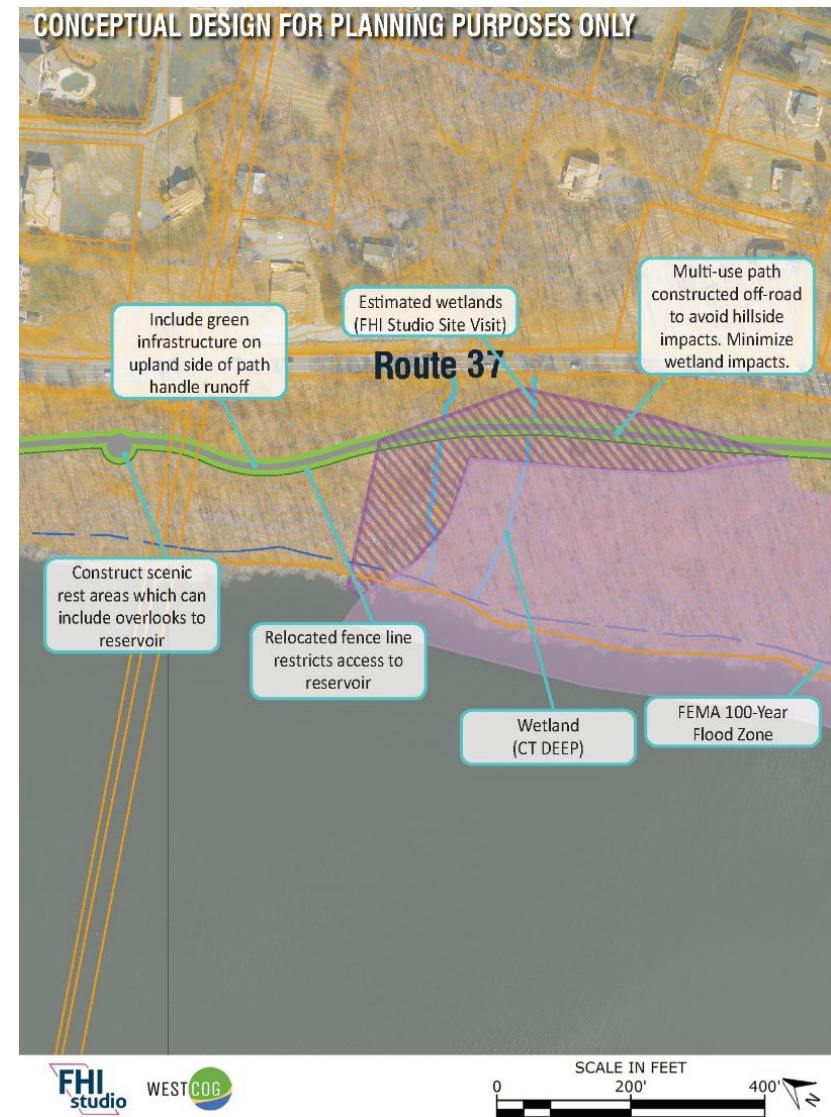 CONCEPTUAL DESIGN FOR PLANNING PURPOSES ONLY
Include green
infrastructure on
upland side of path
handle runoff
Estimated wetlands
(FHI Studio Site Visit)
Multi-use path
constructed off-road
to avoid hillside
impacts. Minimize
wetland impacts.
Route 37
Construct scenic
rest areas which can
include overlooks to
reservoir
Relocated fence line
restricts access to
reservoir
Wetland
(CT DEEP)
FEMA 100-Year
Flood Zone
FHI
studio
WESTCOG
SCALE IN FEET
0 200' 400'
N